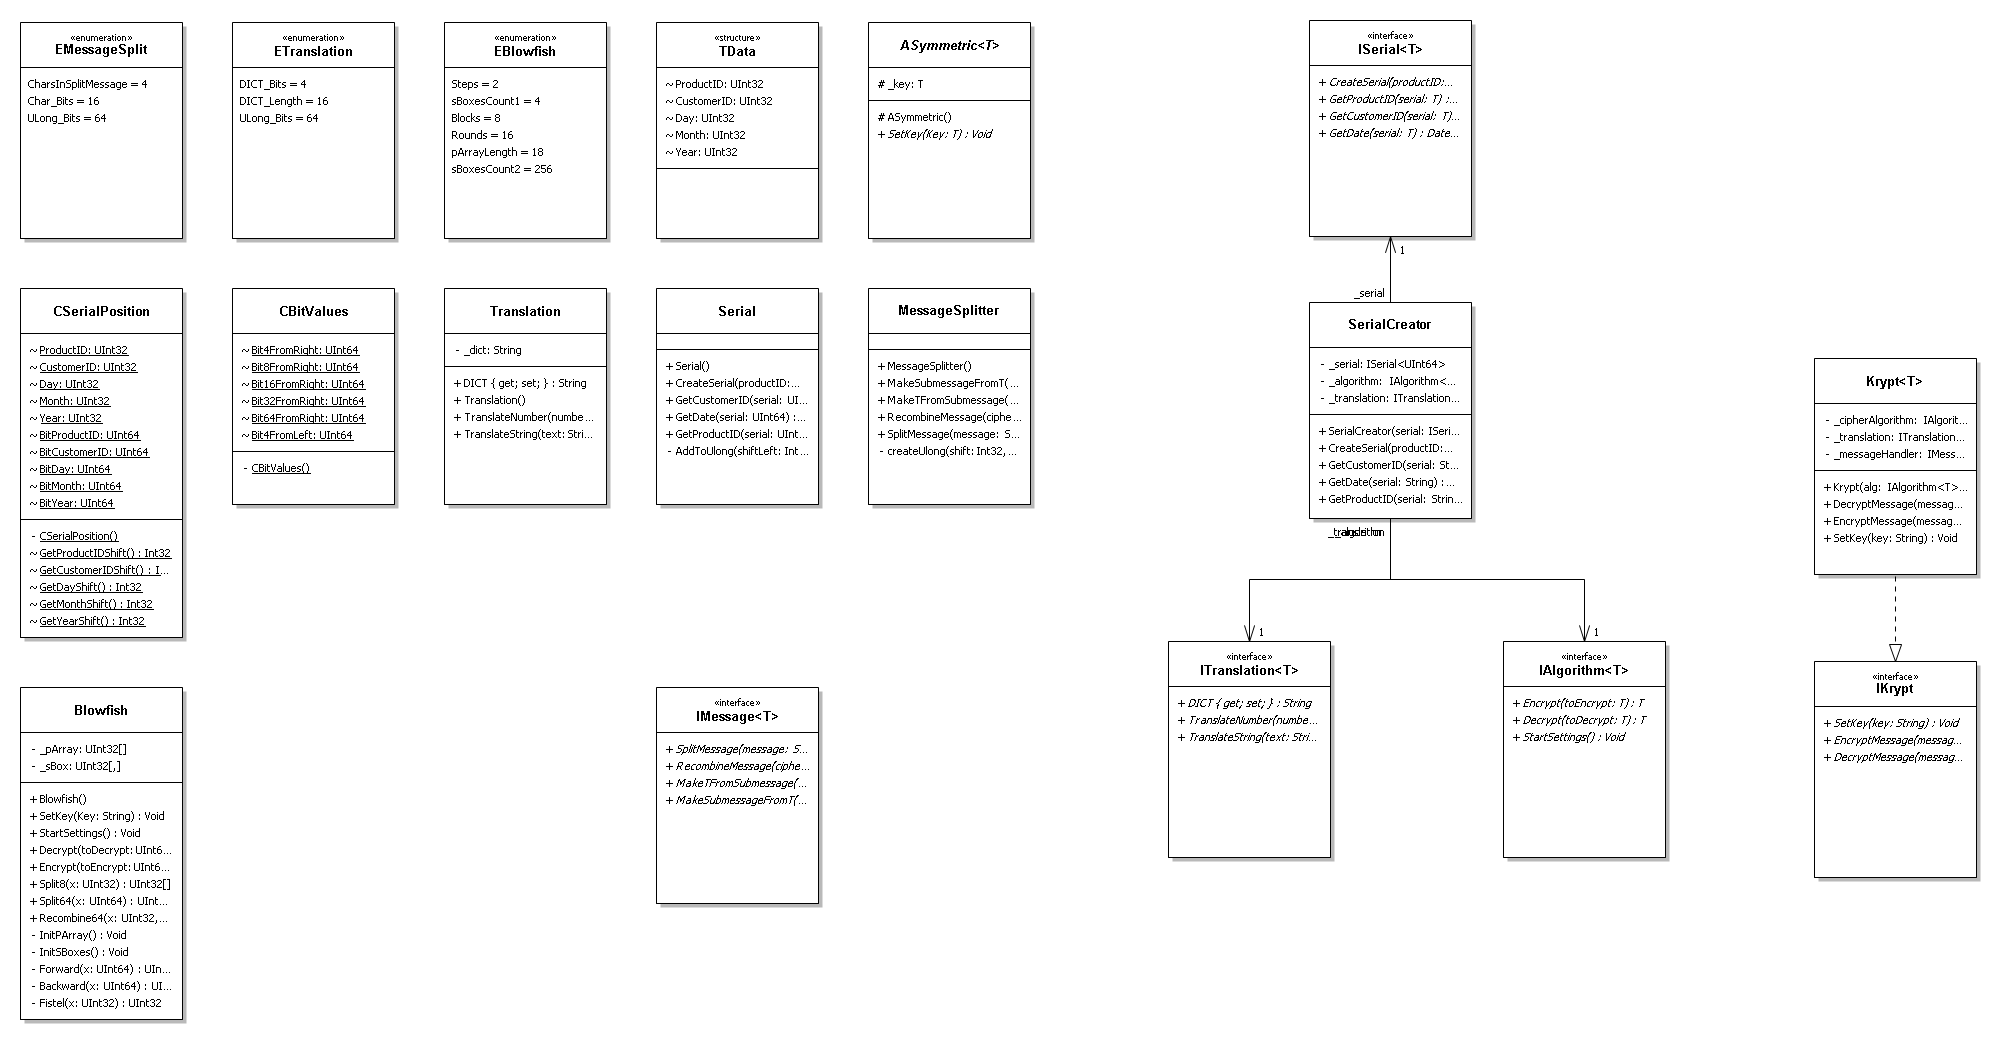 «enumeration»
EMessageSplit
CharsInSplitMessage = 4
Char_Bits = 16
ULong_Bits = 64
«enumeration»
ETranslation
DICT_Bits = 4
DICT_Length = 16
ULong_Bits = 64
«enumeration»
EBlowfish
Steps = 2
sBoxesCount1 = 4
Blocks = 8
Rounds = 16
pArrayLength = 18
sBoxesCount2 = 256
«structure»
TData
~ ProductID: UInt32
~ CustomerID: UInt32
~ Day: UInt32
~ Month: UInt32
~ Year: UInt32
ASymmetric<T>
# _key: T
# ASymmetric()
+ SetKey(Key: T) : Void
«interface»
ISerial<T>
+ CreateSerial(productID:...
+ GetProductID(serial: T) :...
+ GetCustomerID(serial: T)...
+ GetDate(serial: T) : Date...
1
_serial
CSerialPosition
~ ProductID: UInt32
~ CustomerID: UInt32
~ Day: UInt32
~ Month: UInt32
~ Year: UInt32
~ BitProductID: UInt64
~ BitCustomerID: UInt64
~ BitDay: UInt64
~ BitMonth: UInt64
~ BitYear: UInt64
- CSerialPosition()
~ GetProductIDShift() : Int32
~ GetCustomerIDShift() : I...
~ GetDayShift() : Int32
~ GetMonthShift() : Int32
~ GetYearShift() : Int32
CBitValues
~ Bit4FromRight: UInt64
~ Bit8FromRight: UInt64
~ Bit16FromRight: UInt64
~ Bit32FromRight: UInt64
~ Bit64FromRight: UInt64
~ Bit4FromLeft: UInt64
- CBitValues()
Translation
- _dict: String
+ DICT { get; set; } : String
+ Translation()
+ TranslateNumber(numbe...
+ TranslateString(text: Stri...
Serial
+ Serial()
+ CreateSerial(productID:...
+ GetCustomerID(serial: UI...
+ GetDate(serial: UInt64) :...
+ GetProductID(serial: UInt...
- AddToUlong(shiftLeft: Int...
MessageSplitter
+ MessageSplitter()
+ MakeSubmessageFromT(...
+ MakeTFromSubmessage(...
+ RecombineMessage(ciphe...
+ SplitMessage(message: S...
- createUlong(shift: Int32,...
SerialCreator
- _serial: ISerial<UInt64>
- _algorithm: IAlgorithm<...
- _translation: ITranslation...
+ SerialCreator(serial: ISeri...
+ CreateSerial(productID:...
+ GetCustomerID(serial: St...
+ GetDate(serial: String) :...
+ GetProductID(serial: Strin...
1
1
Krypt<T>
- _cipherAlgorithm: IAlgorit...
- _translation: ITranslation...
- _messageHandler: IMess...
+ Krypt(alg: IAlgorithm<T>...
+ DecryptMessage(messag...
+ EncryptMessage(messag...
+ SetKey(key: String) : Void
Blowfish
- _pArray: UInt32[]
- _sBox: UInt32[,]
+ Blowfish()
+ SetKey(Key: String) : Void
+ StartSettings() : Void
+ Decrypt(toDecrypt: UInt6...
+ Encrypt(toEncrypt: UInt6...
+ Split8(x: UInt32) : UInt32[]
+ Split64(x: UInt64) : UInt...
+ Recombine64(x: UInt32,...
- InitPArray() : Void
- InitSBoxes() : Void
- Forward(x: UInt64) : UIn...
- Backward(x: UInt64) : UI...
- Fistel(x: UInt32) : UInt32
«interface»
IMessage<T>
+ SplitMessage(message: S...
+ RecombineMessage(ciphe...
+ MakeTFromSubmessage(...
+ MakeSubmessageFromT(...
«interface»
ITranslation<T>
+ DICT { get; set; } : String
+ TranslateNumber(numbe...
+ TranslateString(text: Stri...
«interface»
IAlgorithm<T>
+ Encrypt(toEncrypt: T) : T
+ Decrypt(toDecrypt: T) : T
+ StartSettings() : Void
«interface»
IKrypt
+ SetKey(key: String) : Void
+ EncryptMessage(messag...
+ DecryptMessage(messag...